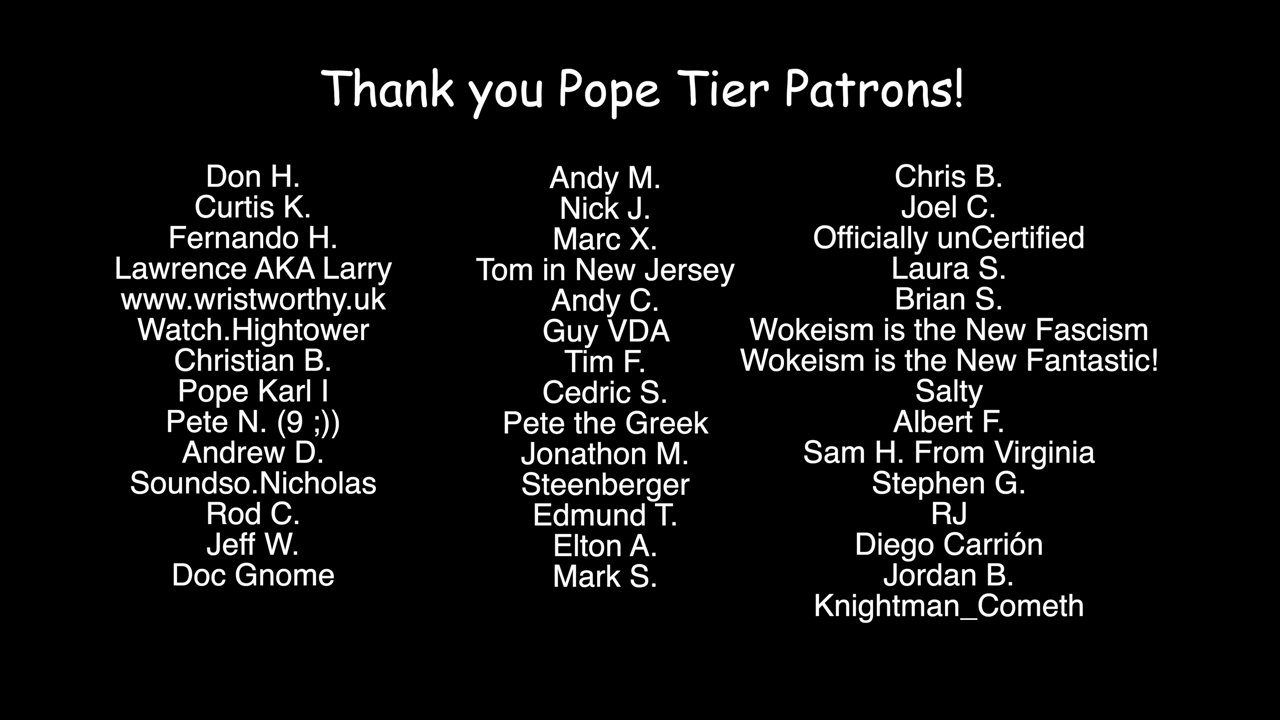 Thank you Pope Tier Patrons!
Don H.
Curtis K.
Fernando H.
Lawrence AKA Larry
www.wristworthy.uk
Watch.Hightower
Christian B.
Pope Karl I
Pete N. (9 ;))
Andrew D.
Soundso.Nicholas
Rod C.
Jeff W.
Doc Gnome
Andy M.
Nick J.
Marc X.
Tom in New Jersey
Andy C.
Guy VDA
Tim F.
Cedric S.
Pete the Greek
Jonathon M.
Steenberger
Edmund T.
Elton A.
Mark S.
Chris B.
Joel C.
Officially unCertified
Laura S.
Brian S.
Wokeism is the New Fascism
Wokeism is the New Fantastic!
Salty
Albert F.
Sam H. From Virginia
Stephen G.
RJ
Diego Carrión
Jordan B.
Knightman_Cometh